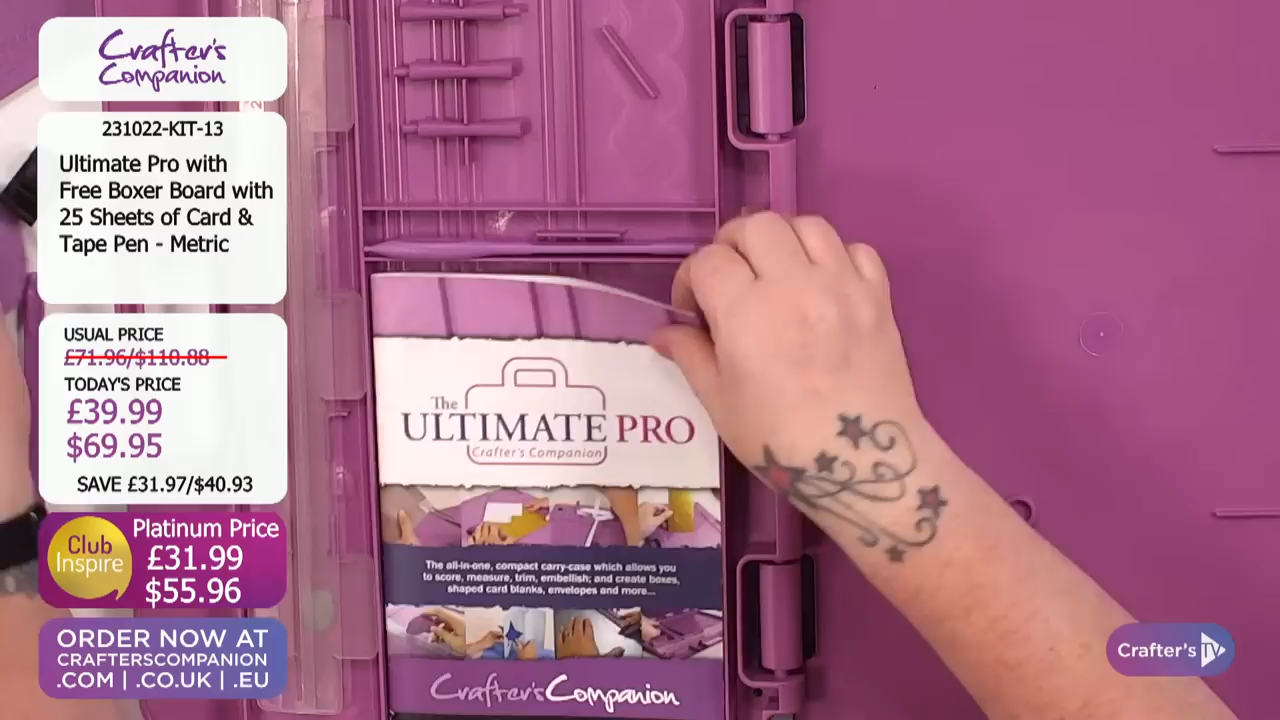 Crafter's
Companion
231022-KIT-13
Ultimate Pro with
Free Boxer Board with
25 Sheets of Card &
Tape Pen - Metric
USUAL PRICE
£71.96/$110.88
TODAY'S PRICE
£39.99
$69.95
SAVE £31.97/$40.93
Club
Inspire
Platinum Price
£31.99
$55.96
ORDER NOW AT
CRAFTERSCOMPANION
.COM | .CO.UK | .EU
The
ULTIMATE PRO
Crafter's Companion
The all-in-one, compact carry-case which allows you
to score, measure, trim, embellish; and create boxes,
shaped card blanks, envelopes and more...
Crafter's Companion
Crafter's TV